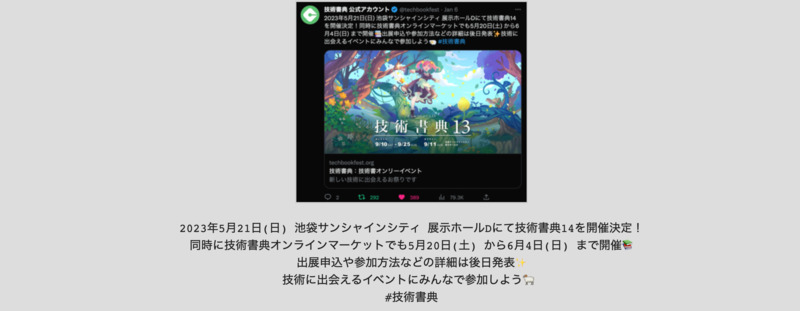 技術書典 公式アカウント @techbookfest · Jan 6
2023年5月21日(日) 池袋サンシャインシティ 展示ホールDにて技術書典14
を開催決定！同時に技術書典オンラインマーケットでも5月20日(土) から6
月4日(日) まで開催📚出展申込や参加方法などの詳細は後日発表✨技術に
出会えるイベントにみんなで参加しよう🐑 #技術書典
技術書典 13
9/10 9/25 9/11
techbookfest.org
技術書典：技術書オンリーイベント
新しい技術に出会えるお祭りです
2 292 389 79.3K
2023年5月21日(日) 池袋サンシャインシティ 展示ホールDにて技術書典14を開催決定！
同時に技術書典オンラインマーケットでも5月20日(土) から6月4日(日) まで開催📚
出展申込や参加方法などの詳細は後日発表✨
技術に出会えるイベントにみんなで参加しよう🐑
#技術書典